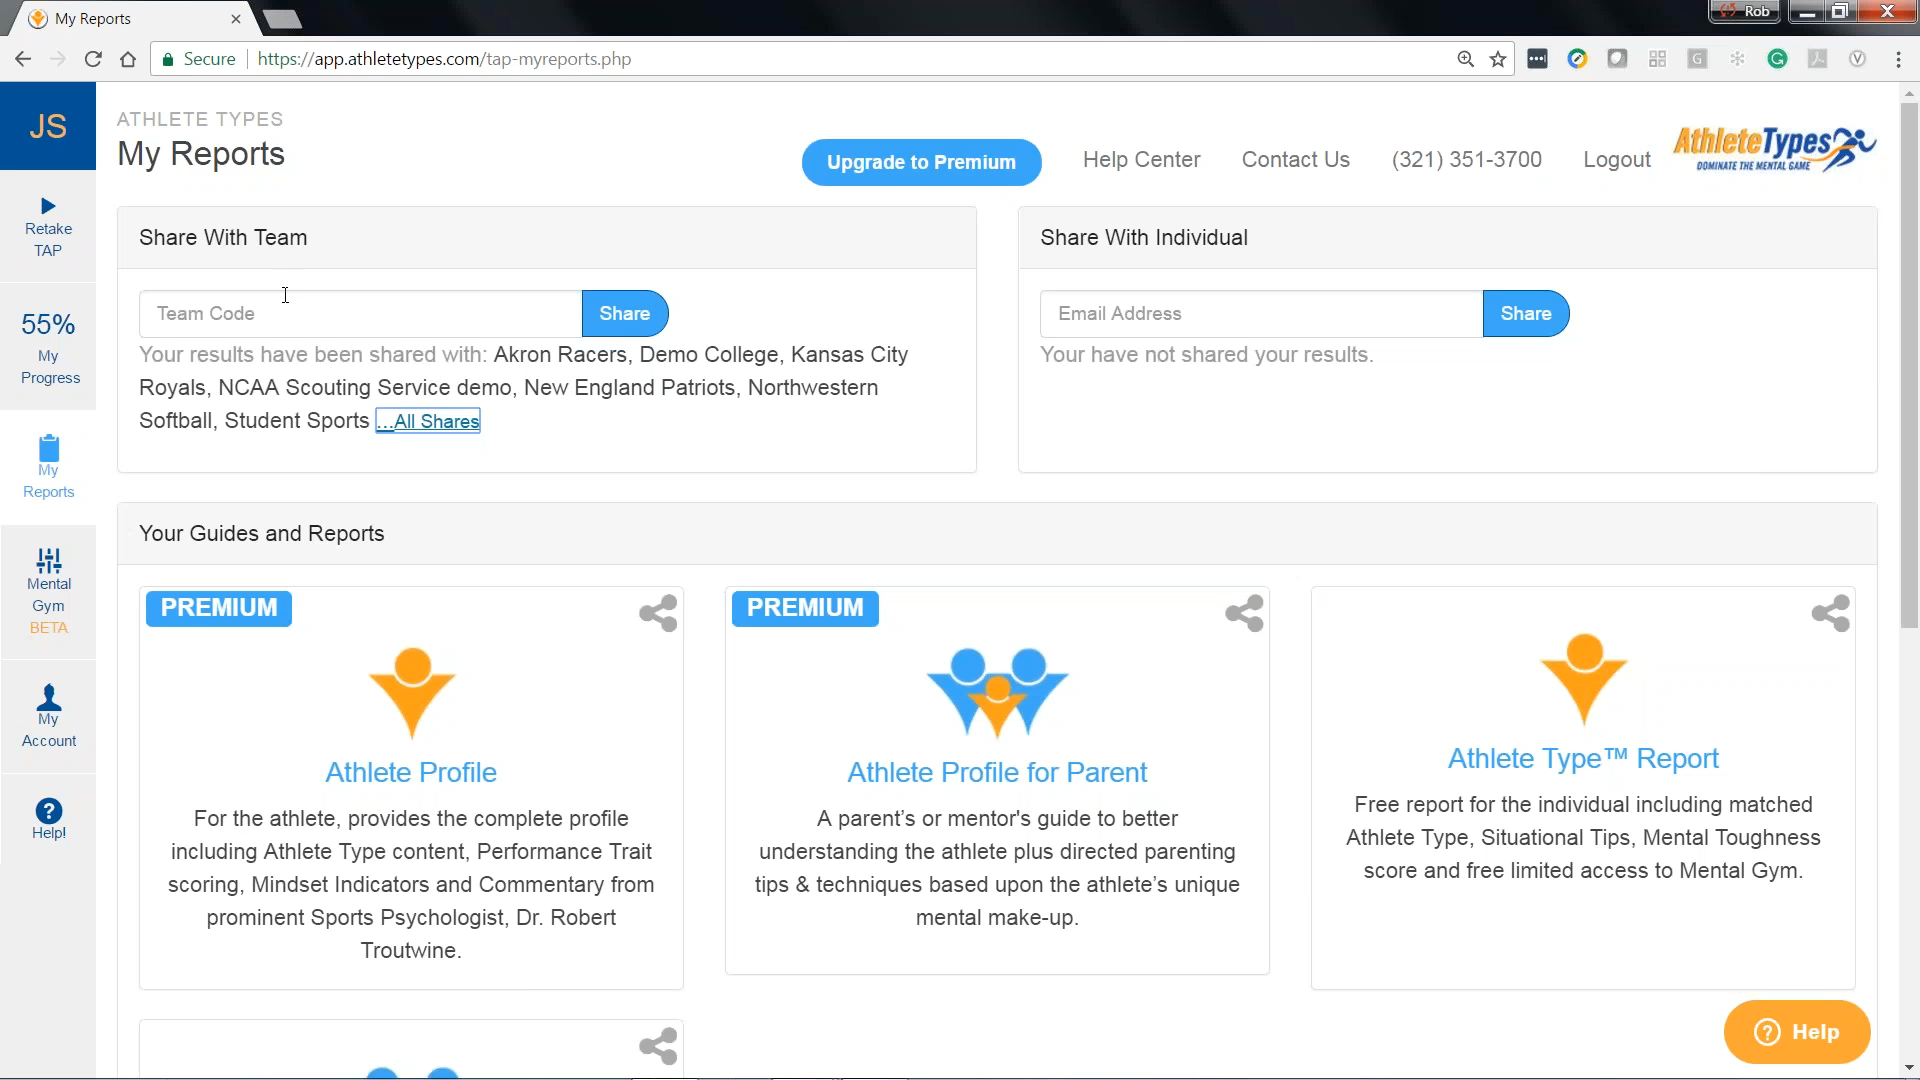 My Reports
Rob
Secure
https://app.athletetypes.com/tap-myreports.php
JS
ATHLETE TYPES
My Reports
Upgrade to Premium
Help Center
Contact Us
(321) 351-3700
Logout
AthleteTypes
DOMINATE THE MENTAL GAME
Retake
TAP
55%
My
Progress
My
Reports
Mental
Gym
BETA
My
Account
Help!
Share With Team
Team Code
Share
Your results have been shared with: Akron Racers, Demo College, Kansas City
Royals, NCAA Scouting Service demo, New England Patriots, Northwestern
Softball, Student Sports ...All Shares
Share With Individual
Email Address
Share
Your have not shared your results.
Your Guides and Reports
PREMIUM
Athlete Profile
For the athlete, provides the complete profile
including Athlete Type content, Performance Trait
scoring, Mindset Indicators and Commentary from
prominent Sports Psychologist, Dr. Robert
Troutwine.
PREMIUM
Athlete Profile for Parent
A parent's or mentor's guide to better
understanding the athlete plus directed parenting
tips & techniques based upon the athlete's unique
mental make-up.
Athlete Type™ Report
Free report for the individual including matched
Athlete Type, Situational Tips, Mental Toughness
score and free limited access to Mental Gym.
Help